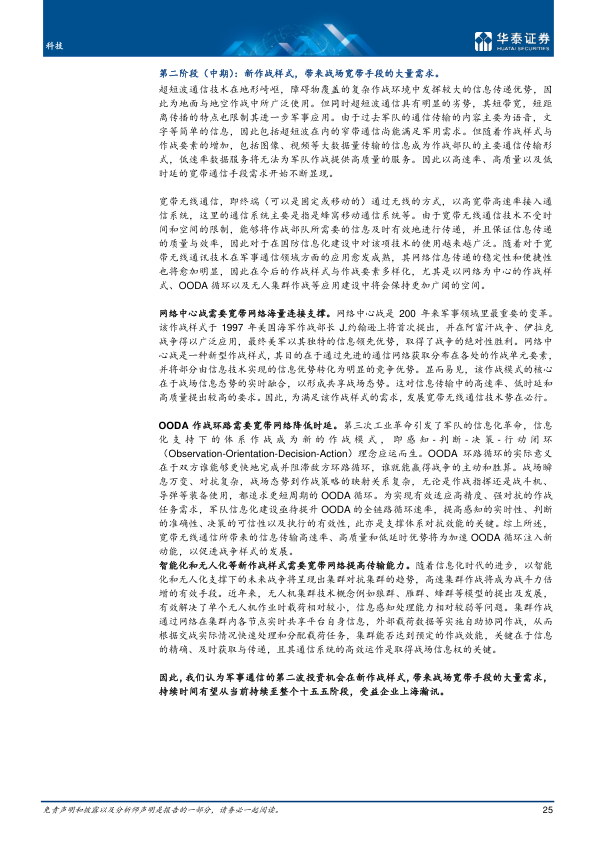 科技
华泰证券
HUATAI SECURITIES
第二阶段（中期）：新作战样式，带来战场宽带手段的大量需求。
超短波通信技术在地形崎岖，障碍物覆盖的复杂作战环境中发挥较大的信息传递优势，因
此为地面与地空作战中所广泛使用。但同时超短波通信具有明显的劣势，其短带宽，短距
离传播的特点也限制其进一步军事应用。由于过去军队的通信传输的内容主要为语音，文
字等简单的信息，因此包括超短波在内的窄带通信尚能满足军用需求。但随着作战样式与
作战要素的增加，包括图像、视频等大数据量传输的信息成为作战部队的主要通信传输形
式，低速率数据服务将无法为军队作战提供高质量的服务。因此以高速率、高质量以及低
时延的宽带通信手段需求开始不断显现。
宽带无线通信，即终端（可以是固定或移动的）通过无线的方式，以高宽带高速率接入通
信系统，这里的通信系统主要是指是蜂窝移动通信系统等。由于宽带无线通信技术不受时
间和空间的限制，能够将作战部队所需要的信息及时有效地进行传递，并且保证信息传递
的质量与效率，因此对于在国防信息化建设中对该项技术的使用越来越广泛。随着对于宽
带无线通讯技术在军事通信领域方面的应用愈发成熟，其网络信息传递的稳定性和便捷性
也将愈加明显，因此在今后的作战样式与作战要素多样化，尤其是以网络为中心的作战样
式、OODA 循环以及无人集群作战等应用建设中将会保持更加广阔的空间。
网络中心战需要宽带网络海量连接支撑。网络中心战是 200 年来军事领域里最重要的变革。
该作战样式于 1997 年美国海军作战部长 J.约翰逊上将首次提出，并在阿富汗战争、伊拉克
战争得以广泛应用，最终美军以其独特的信息领先优势，取得了战争的绝对性胜利。网络中
心战是一种新型作战样式，其目的在于通过先进的通信网络获取分布在各处的作战单元要素，
并将部分由信息技术实现的信息优势转化为明显的竞争优势。显而易见，该作战模式的核心
在于战场信息态势的实时融合，以形成共享战场态势。这对信息传输中的高速率、低时延和
高质量提出较高的要求。因此，为满足该作战样式的需求，发展宽带无线通信技术势在必行。
OODA 作战环路需要宽带网络降低时延。第三次工业革命引发了军队的信息化革命，信息
化支持下的体系作战成为新的作战模式，即感知-判断-决策-行动闭环
（Observation-Orientation-Decision-Action）理念应运而生。OODA 环路循环的实际意义
在于双方谁能够更快地完成并阻滞敌方环路循环，谁就能赢得战争的主动和胜算。战场瞬
息万变、对抗复杂，战场态势到作战策略的映射关系复杂，无论是作战指挥还是战斗机、
导弹等装备使用，都追求更短周期的 OODA 循环。为实现有效适应高精度、强对抗的作战
任务需求，军队信息化建设亟待提升 OODA 的全链路循环速率，提高感知的实时性、判断
的准确性、决策的可信性以及执行的有效性，此亦是支撑体系对抗效能的关键。综上所述，
宽带无线通信所带来的信息传输高速率、高质量和低延时优势将为加速 OODA 循环注入新
动能，以促进战争样式的发展。
智能化和无人化等新作战样式需要宽带网络提高传输能力。随着信息化时代的进步，以智能
化和无人化支撑下的未来战争将呈现出集群对抗集群的趋势，高速集群作战将成为战斗力倍
增的有效手段。近年来，无人机集群技术概念例如狼群、雁群、蜂群等模型的提出及发展，
有效解决了单个无人机作业时载荷相对较小，信息感知处理能力相对较弱等问题。集群作战
通过网络在集群内各节点实时共享平台自身信息，外部载荷数据等实施自助协同作战，从而
根据交战实际情况快速处理和分配载荷任务，集群能否达到预定的作战效能，关键在于信息
的精确、及时获取与传递，且其通信系统的高效运作是取得战场信息权的关键。
因此，我们认为军事通信的第二波投资机会在新作战样式，带来战场宽带手段的大量需求，
持续时间有望从当前持续至整个十五五阶段，受益企业上海瀚讯。
免责声明和披露以及分析师声明是报告的一部分，请务必一起阅读。
25